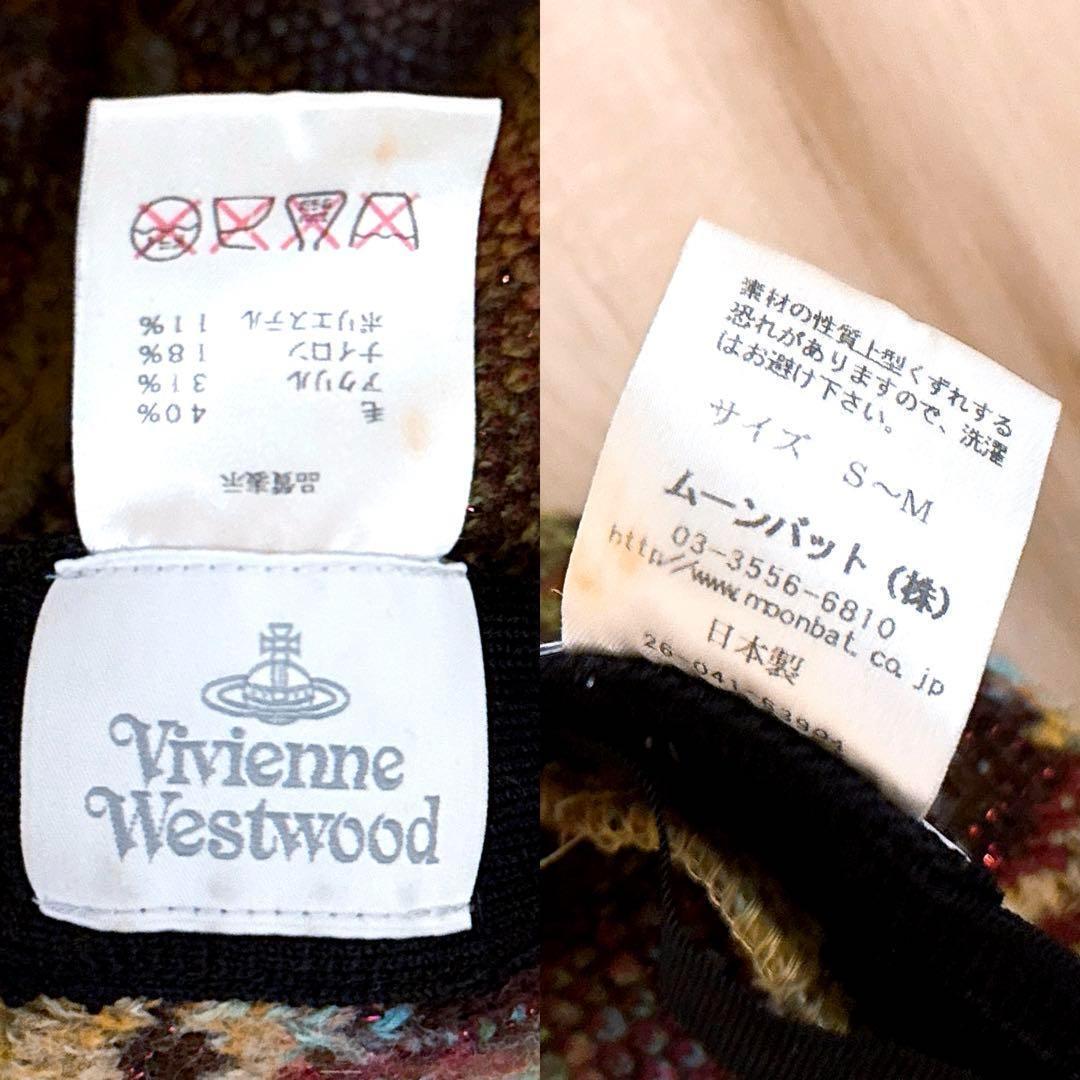 品質表示
毛 40%
アクリル 31%
ナイロン 18%
ポリエステル 11%
Vivienne
Westwood
素材の性質上型くずれする
恐れがありますので、洗濯
はお避け下さい。
サイズ S〜M
ムーンバット（株）
03-3556-6810
http//www.moonbat.co.jp
日本製
26-041-63904